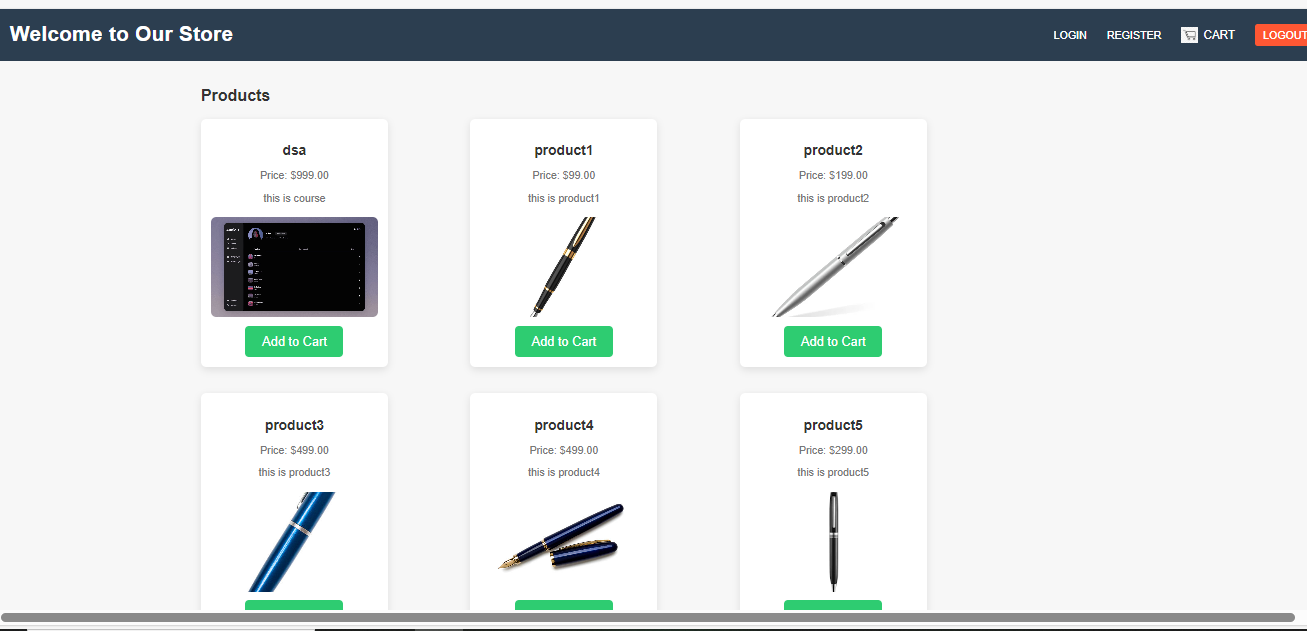 Welcome to Our Store
LOGIN REGISTER CART LOGOUT
Products
dsa
Price: $999.00
this is course
Add to Cart
product1
Price: $99.00
this is product1
Add to Cart
product2
Price: $199.00
this is product2
Add to Cart
product3
Price: $499.00
this is product3
product4
Price: $499.00
this is product4
product5
Price: $299.00
this is product5